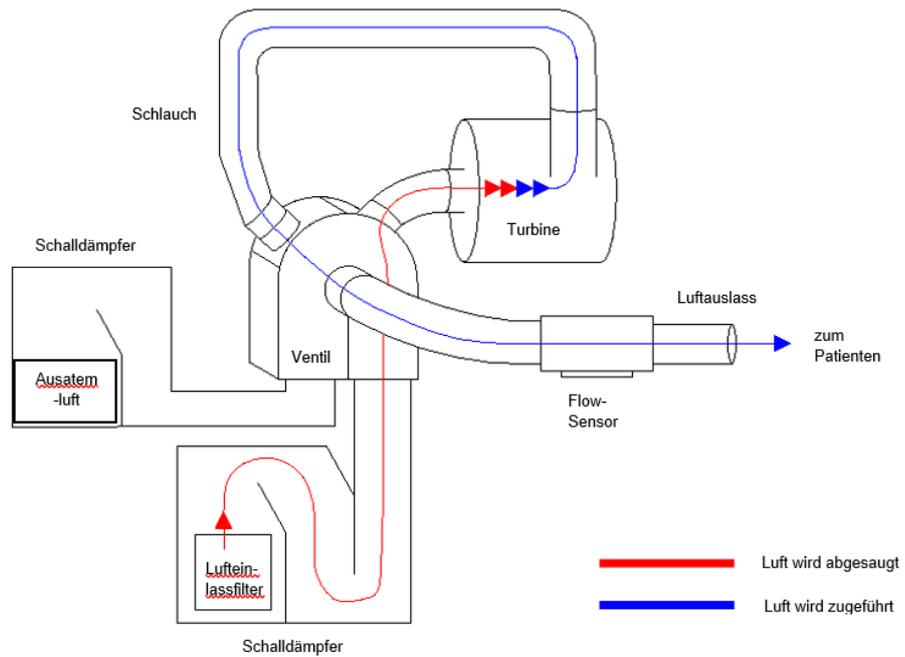 Schlauch
Turbine
Schalldämpfer
Luftauslass
zum
Patienten
Ventil
Ausatem
-luft
Flow-
Sensor
Luftein-
lassfilter
Luft wird abgesaugt
Luft wird zugeführt
Schalldämpfer